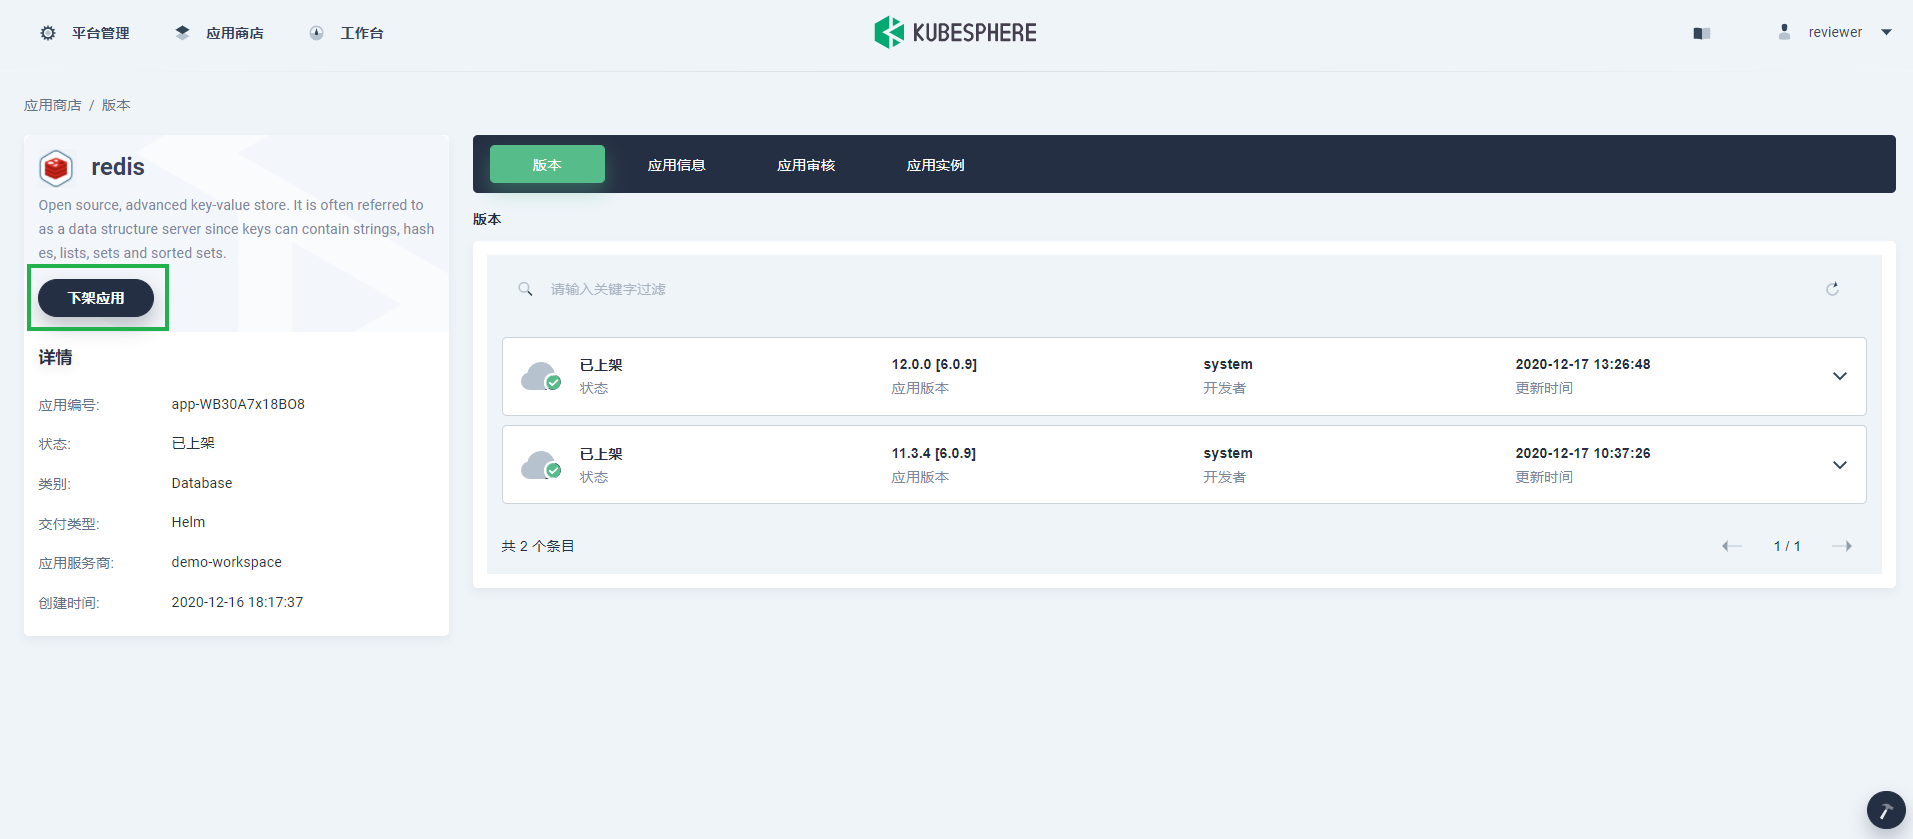 平台管理 应用商店 工作台 KUBESPHERE reviewer
应用商店 / 版本
redis
Open source, advanced key-value store. It is often referred to
as a data structure server since keys can contain strings, hash
es, lists, sets and sorted sets.
下架应用
详情
应用编号: app-WB30A7x18BO8
状态: 已上架
类别: Database
交付类型: Helm
应用服务商: demo-workspace
创建时间: 2020-12-16 18:17:37
版本 应用信息 应用审核 应用实例
版本
请输入关键字过滤
已上架 12.0.0 [6.0.9] system 2020-12-17 13:26:48
状态 应用版本 开发者 更新时间
已上架 11.3.4 [6.0.9] system 2020-12-17 10:37:26
状态 应用版本 开发者 更新时间
共 2 个条目 1 / 1